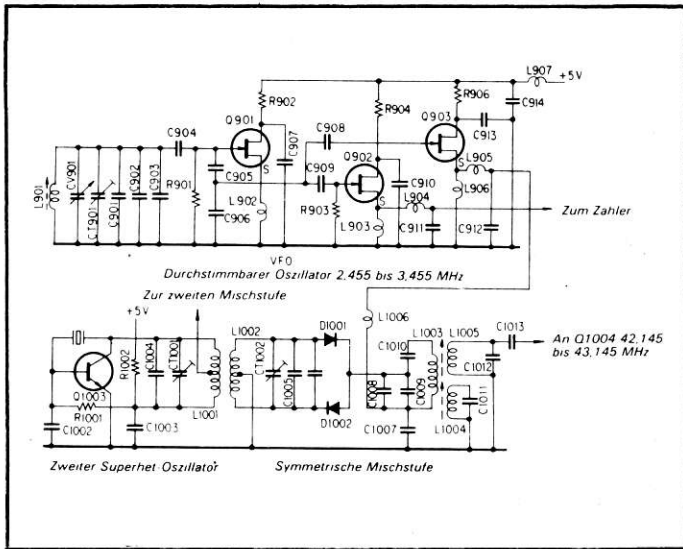 L907
+5V
R902
R904
R906
C914
Q901
Q903
C913
C904
C908
C907
Q902
S
L905
L901
CV901
CT901
C901
C902
C903
R901
C905
C909
S
C910
L906
C906
L902
S
L904
R903
L903
C911
C912
Zum Zahler
VFO
Durchstimmbarer Oszillator 2,455 bis 3,455 MHz
Zur zweiten Mischstufe
+5V
L1006
L1002
D1001
L1003
L1005
C1013
An Q1004 42,145
bis 43,145 MHz
R1002
C1004
CT1001
C1010
CT1002
C1005
C1008
C1009
C1012
Q1003
R1001
L1001
D1002
C1011
C1002
C1003
C1007
L1004
Zweiter Superhet-Oszillator
Symmetrische Mischstufe